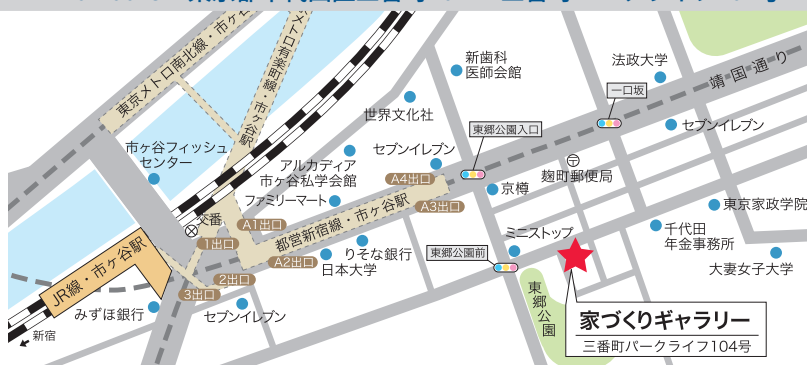 東京メトロ南北線・市ヶ谷駅
メトロ有楽町線・市ヶ谷駅
新歯科
医師会館
法政大学
靖国通り
一口坂
世界文化社
東郷公園入口
セブンイレブン
市ヶ谷フィッシュ
センター
アルカディア
市ヶ谷私学会館
セブンイレブン
A4出口
麹町郵便局
京樽
ファミリーマート
A3出口
交番
A1出口
都営新宿線・市ヶ谷駅
東京家政学院
1出口
ミニストップ
千代田
年金事務所
りそな銀行
東郷公園前
JR線・市ヶ谷駅
A2出口
日本大学
大妻女子大学
2出口
3出口
みずほ銀行
セブンイレブン
東郷公園
家づくりギャラリー
三番町パークライフ104号
新宿